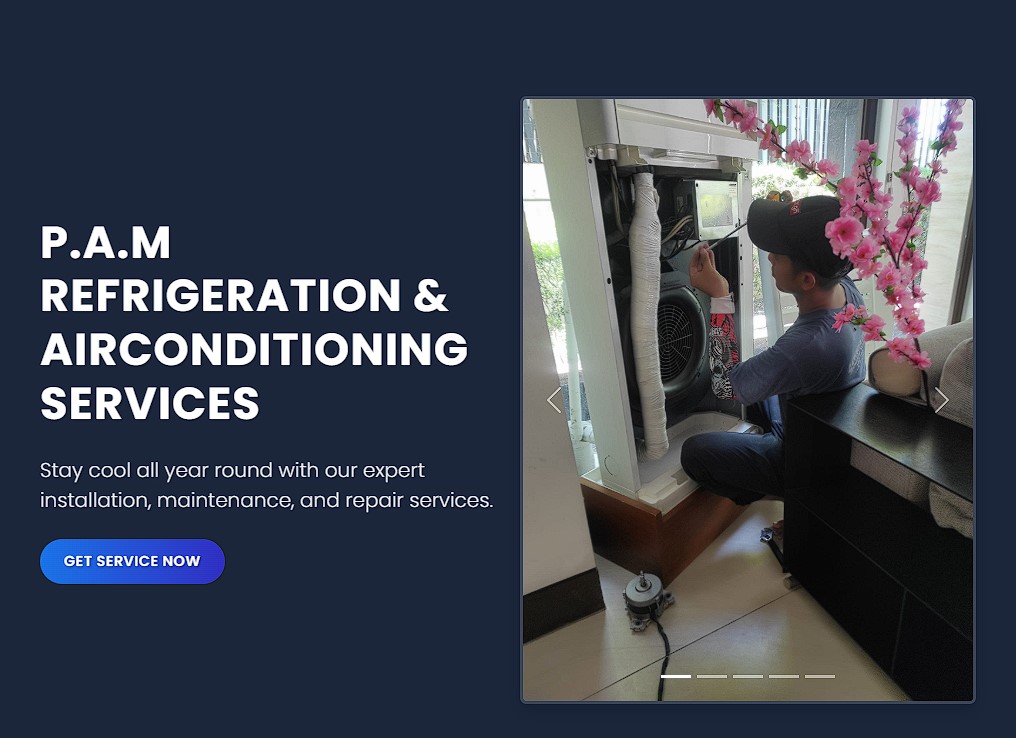 P.A.M
REFRIGERATION &
AIRCONDITIONING
SERVICES
Stay cool all year round with our expert
installation, maintenance, and repair services.
GET SERVICE NOW